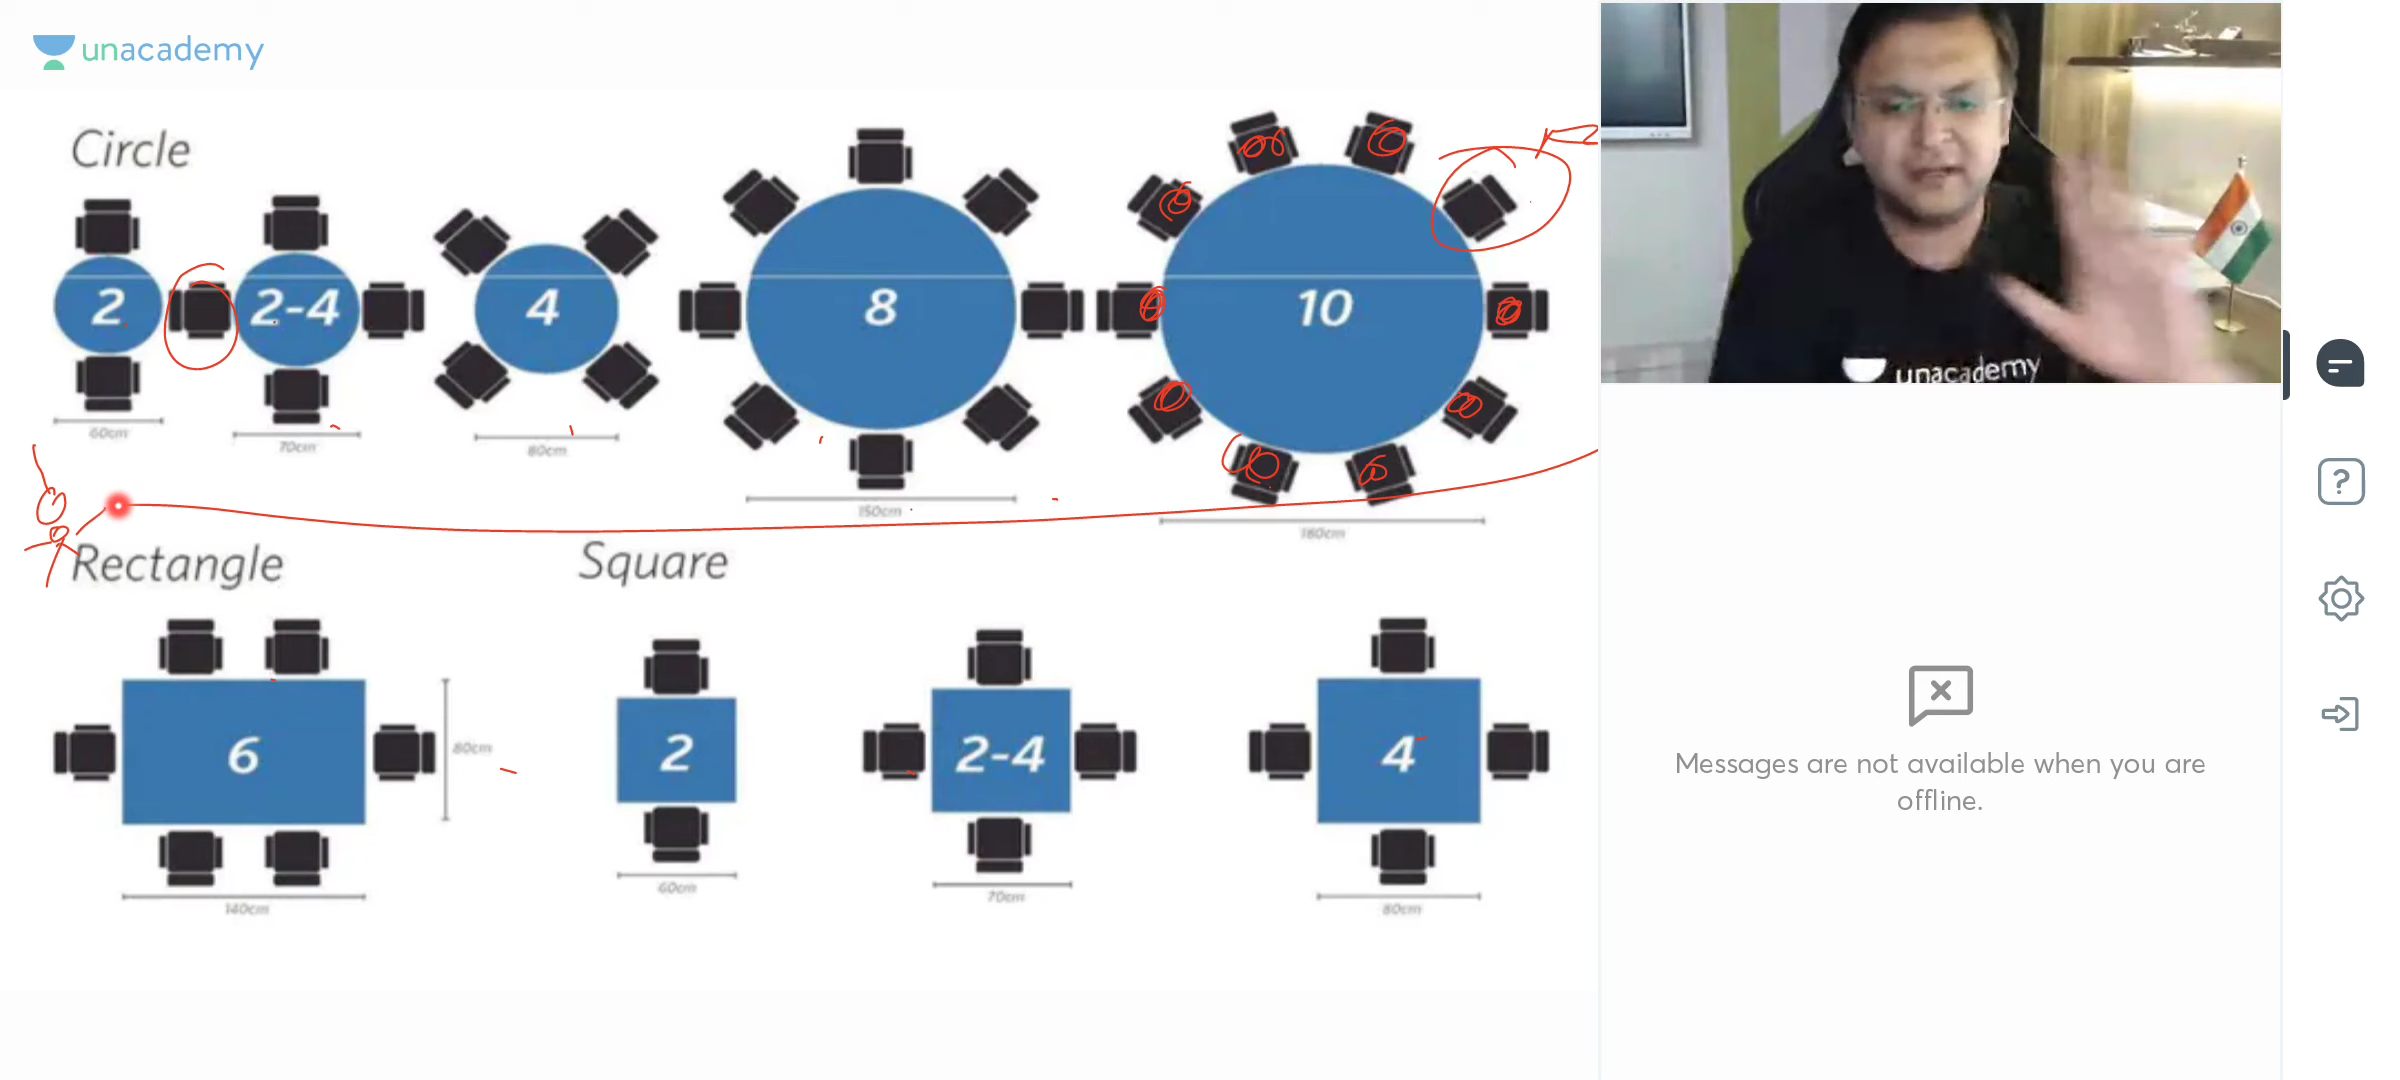 unacademy
Circle
2
2-4
4
8
10
60cm
70cm
80cm
150cm
180cm
Rectangle
Square
6
80cm
2
2-4
4
140cm
60cm
70cm
80cm
unacademy
?
Messages are not available when you are
offline.